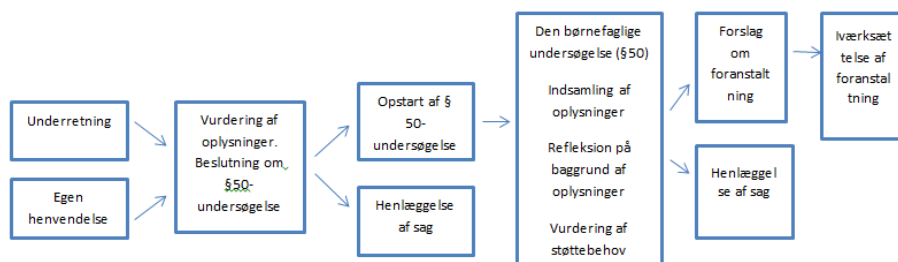 Underretning
Egen
henvendelse
Vurdering af
oplysninger.
Beslutning om
§50-
undersøgelse
Opstart af §
50-
undersøgelse
Henlæggelse
af sag
Den børnefaglige
undersøgelse (§50)
Indsamling af
oplysninger
Refleksion på
baggrund af
oplysninger
Vurdering af
støttebehov
Forslag
om
foranstalt
ning
Henlæggel
se af sag
Iværksæt
telse af
foranstal
tning